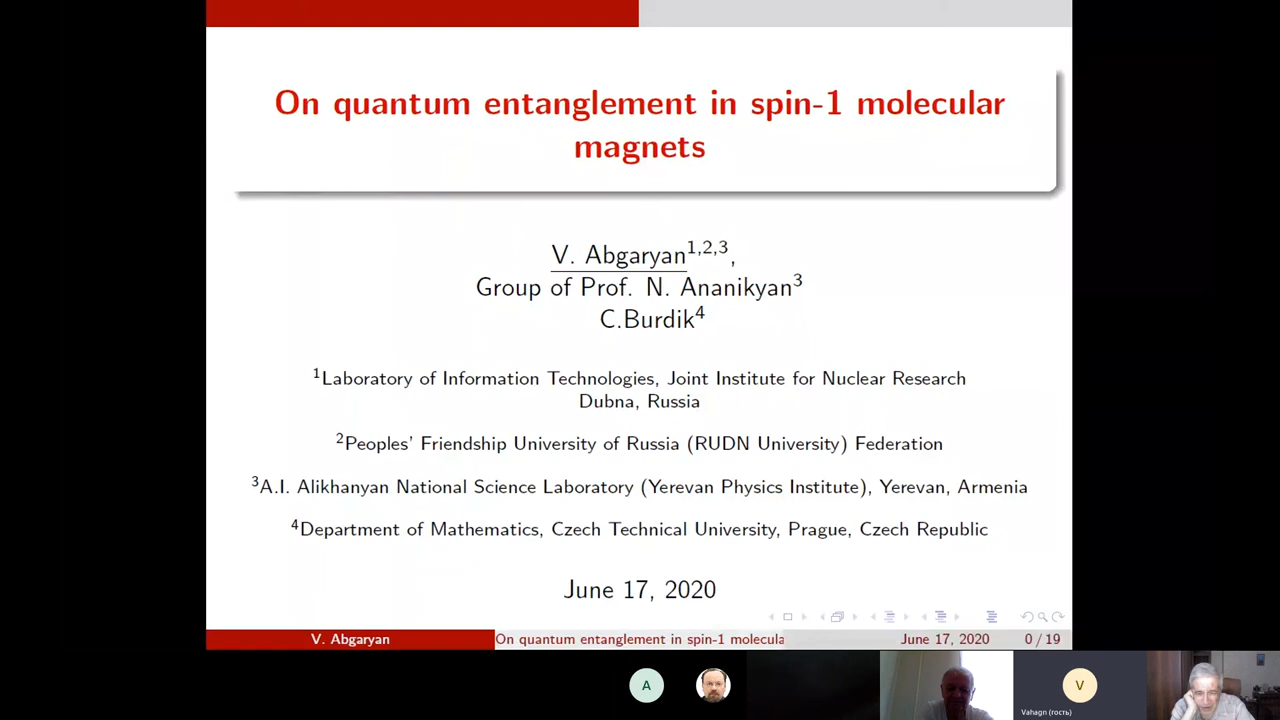 On quantum entanglement in spin-1 molecular
magnets
V. Abgaryan1,2,3,
Group of Prof. N. Ananikyan3
C.Burdik4
1Laboratory of Information Technologies, Joint Institute for Nuclear Research
Dubna, Russia
2Peoples' Friendship University of Russia (RUDN University) Federation
3A.I. Alikhanyan National Science Laboratory (Yerevan Physics Institute), Yerevan, Armenia
4Department of Mathematics, Czech Technical University, Prague, Czech Republic
June 17, 2020
V. Abgaryan On quantum entanglement in spin-1 molecula June 17, 2020 0 / 19
A V
Vahagn (гость)